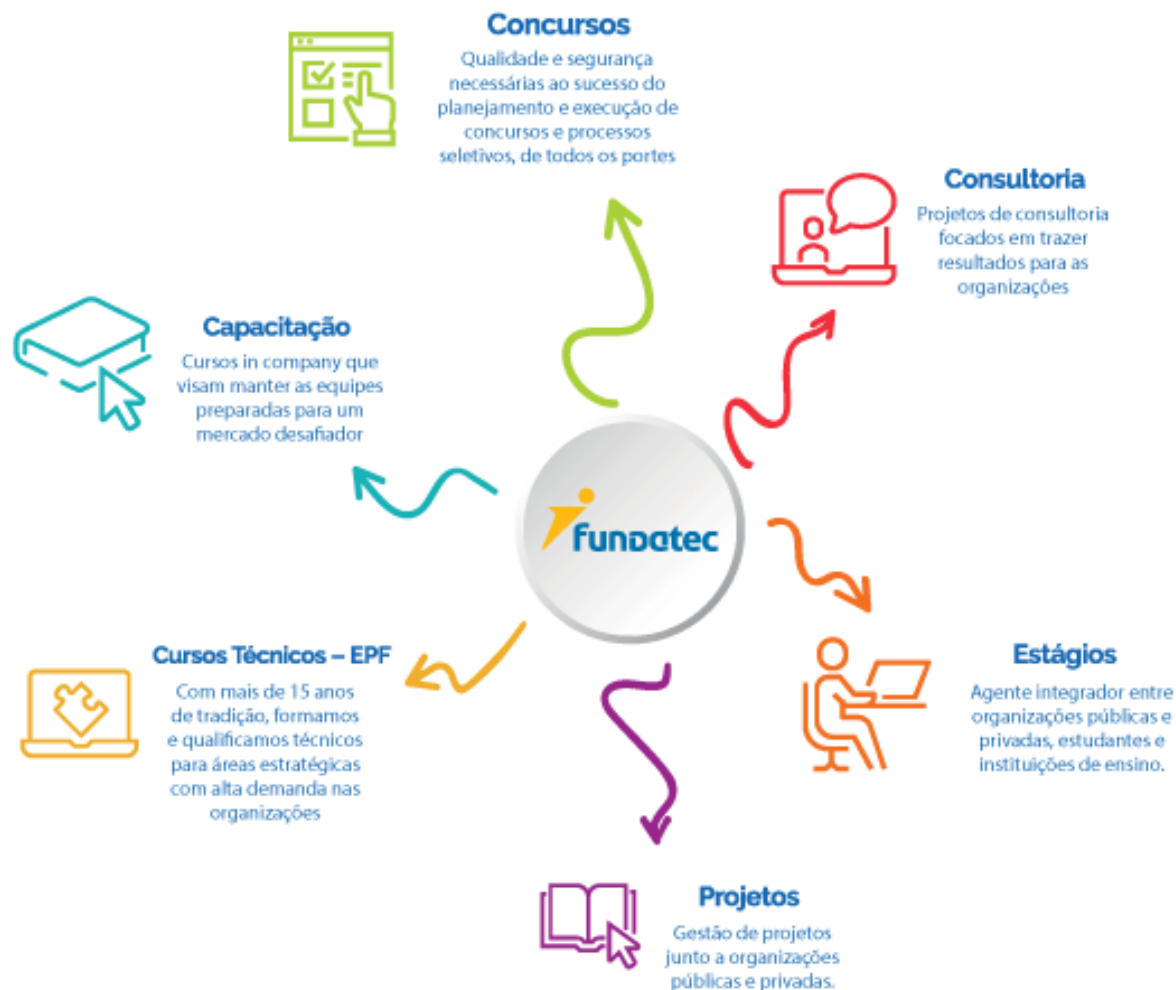 Concursos
Qualidade e segurança
necessárias ao sucesso do
planejamento e execução de
concursos e processos
seletivos, de todos os portes
Consultoria
Projetos de consultoria
focados em trazer
resultados para as
organizações
Capacitação
Cursos in company que
visam manter as equipes
preparadas para um
mercado desafiador
fundatec
Cursos Técnicos – EPF
Com mais de 15 anos
de tradição, formamos
e qualificamos técnicos
para áreas estratégicas
com alta demanda nas
organizações
Estágios
Agente integrador entre
organizações públicas e
privadas, estudantes e
instituições de ensino.
Projetos
Gestão de projetos
junto a organizações
públicas e privadas.